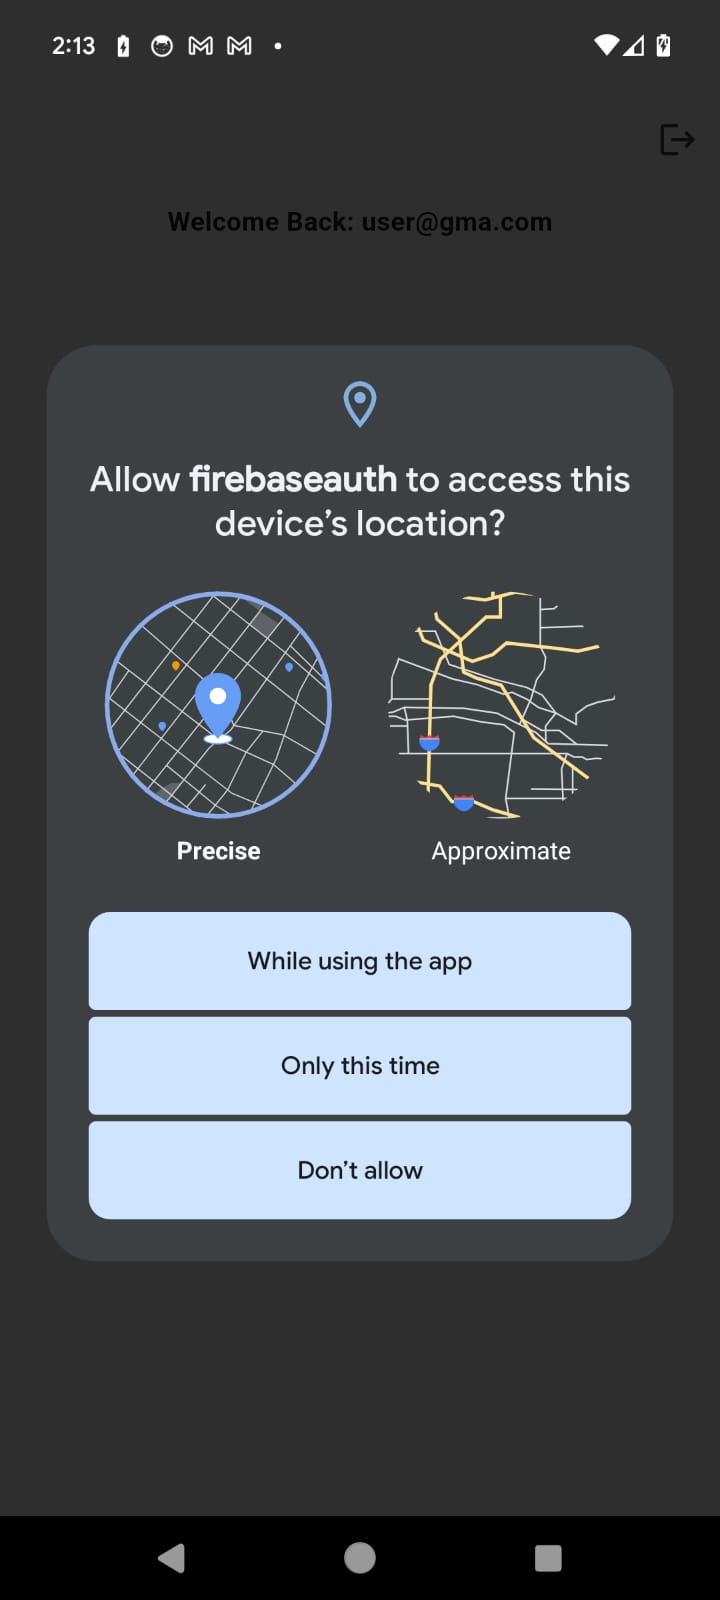 2:13
Welcome Back: user@gma.com
Allow firebaseauth to access this
device’s location?
Precise
Approximate
While using the app
Only this time
Don’t allow